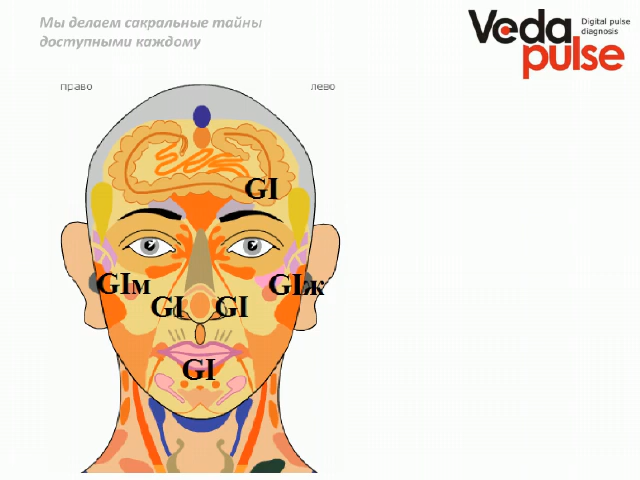 Мы делаем сакральные тайны
доступными каждому
Veda
pulse
Digital pulse
diagnosis
право
лево
GI
GIм
GIж
GI
GI
GI